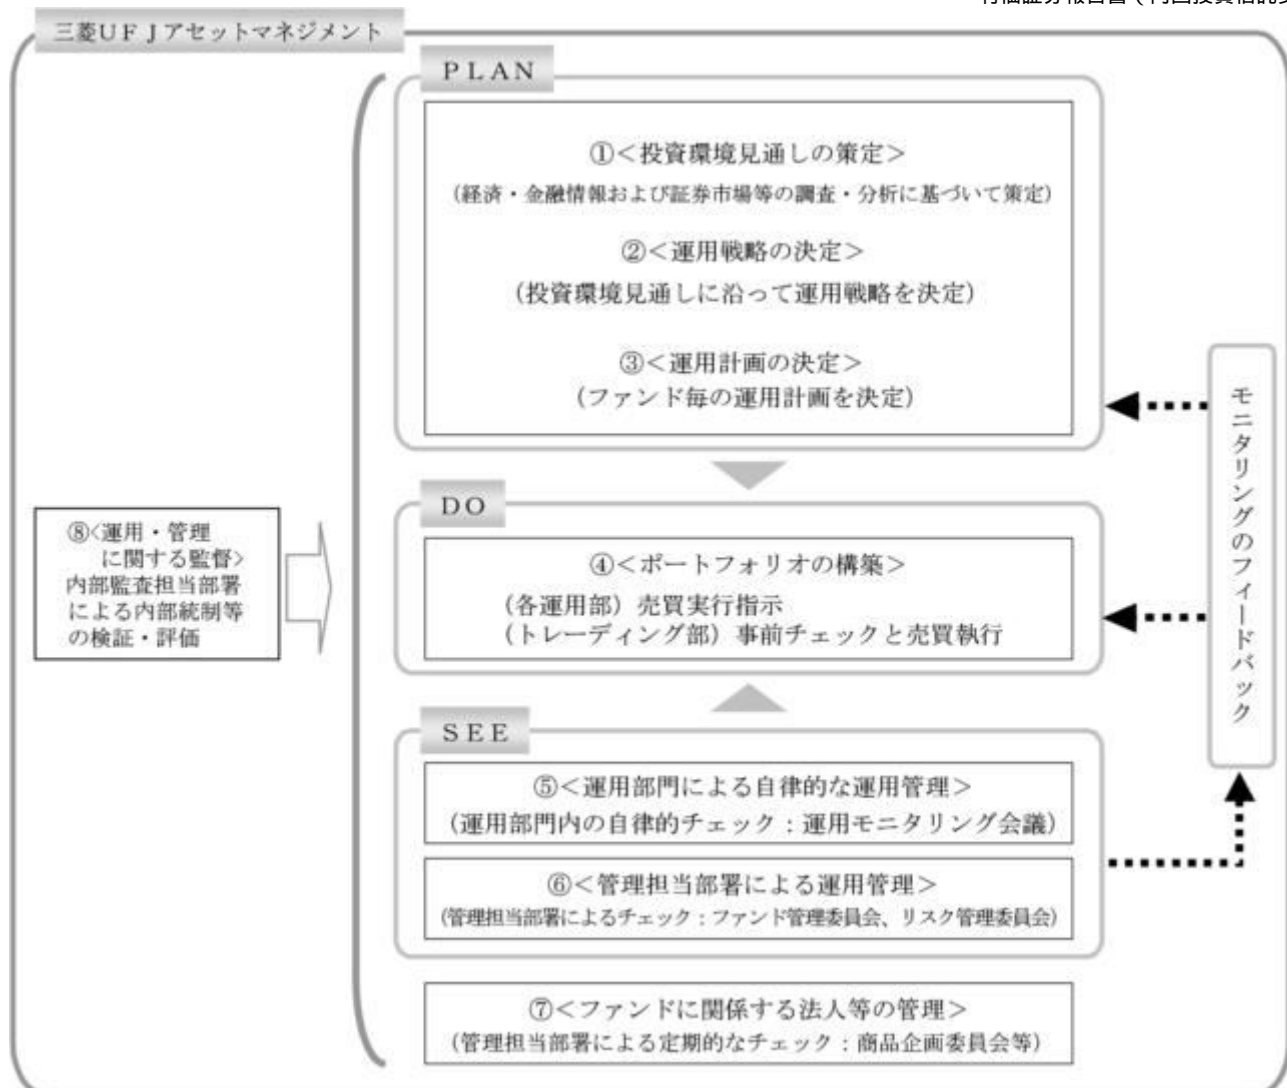 三菱UFJアセットマネジメント
PLAN
①<投資環境見通しの策定>
(経済・金融情報および証券市場等の調査・分析に基づいて策定)
②<運用戦略の決定>
(投資環境見通しに沿って運用戦略を決定)
③<運用計画の決定>
(ファンド毎の運用計画を決定)
DO
④<ポートフォリオの構築>
(各運用部)売買実行指示
(トレーディング部)事前チェックと売買執行
SEE
⑤<運用部門による自律的な運用管理>
(運用部門内の自律的チェック:運用モニタリング会議)
⑥<管理担当部署による運用管理>
(管理担当部署によるチェック:ファンド管理委員会、リスク管理委員会)
⑦<ファンドに関係する法人等の管理>
(管理担当部署による定期的なチェック:商品企画委員会等)
⑧<運用・管理
に関する監督>
内部監査担当部署
による内部統制等
の検証・評価
モニタリングのフィードバック